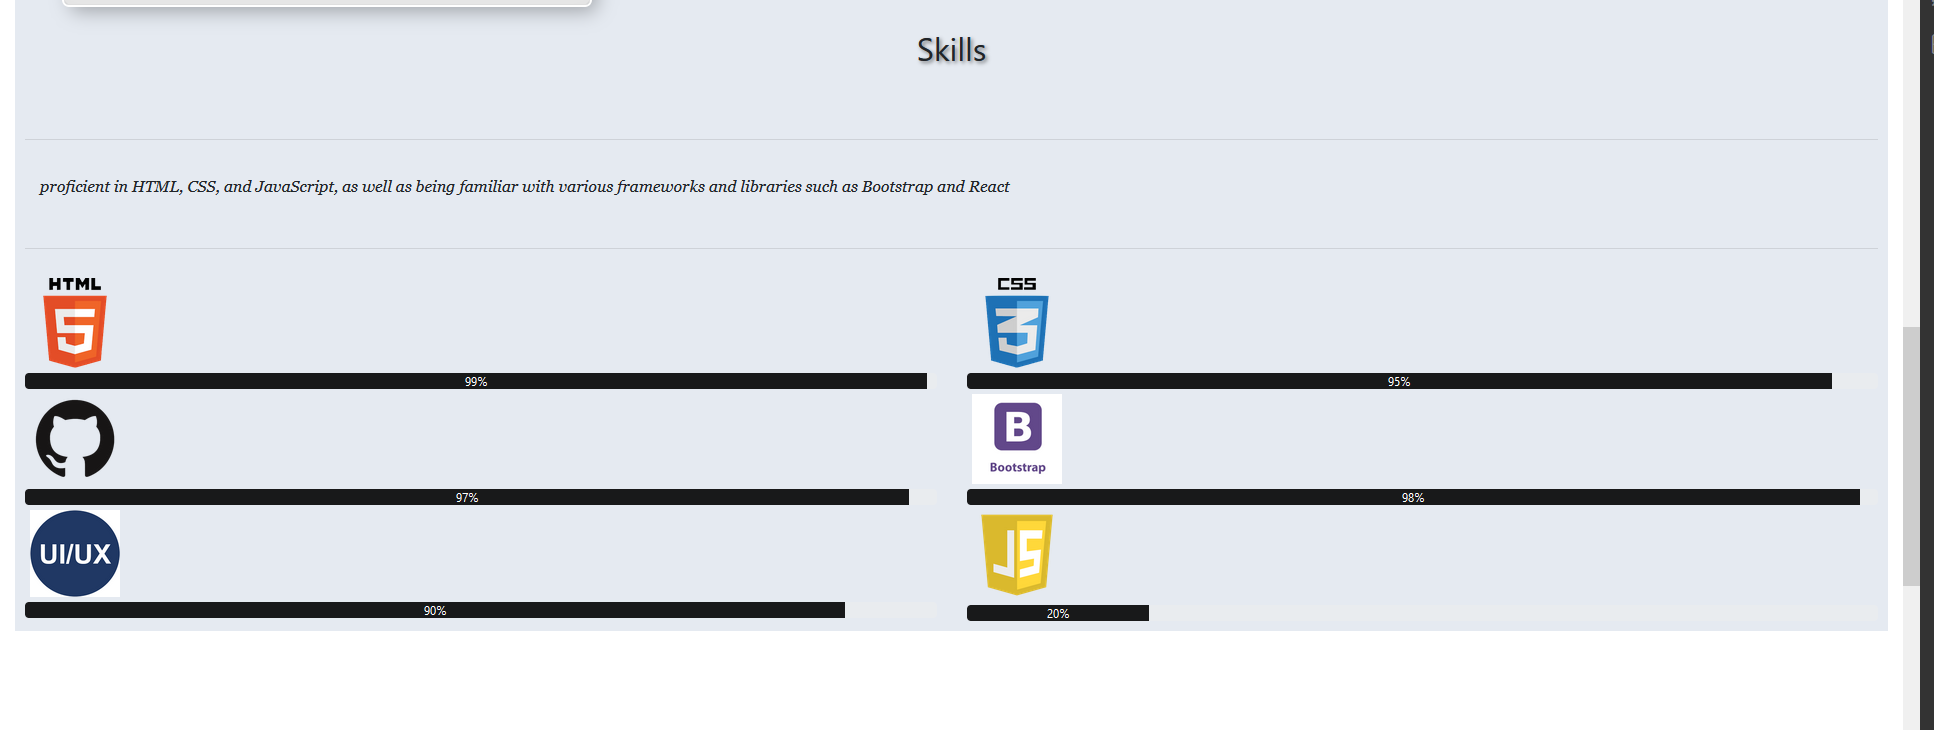 Skills
proficient in HTML, CSS, and JavaScript, as well as being familiar with various frameworks and libraries such as Bootstrap and React
HTML
5
CSS
3
99%
95%
B
Bootstrap
97%
98%
UI/UX
JS
90%
20%